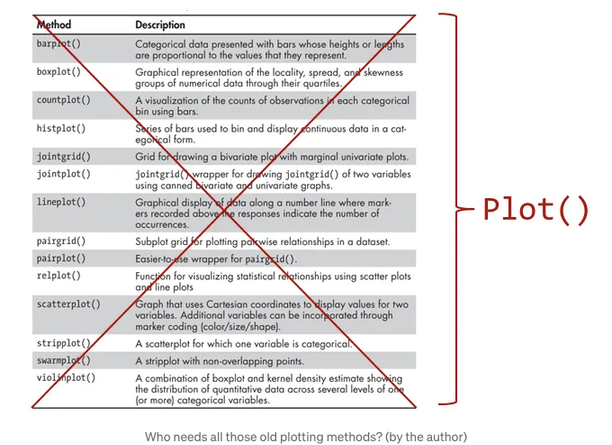 Method Description
barplot() Categorical data presented with bars whose heights or lengths
are proportional to the values that they represent.
boxplot() Graphical representation of the locality, spread, and skewness
groups of numerical data through their quartiles.
countplot() A visualization of the counts of observations in each categorical
bin using bars.
histplot() Series of bars used to bin and display continuous data in a cat-
egorical form.
jointgrid() Grid for drawing a bivariate plot with marginal univariate plots.
jointplot() jointgrid() wrapper for drawing jointgrid() of two variables
using canned bivariate and univariate graphs.
lineplot() Graphical display of data along a number line where mark-
ers recorded above the responses indicate the number of
occurrences.
pairgrid() Subplot grid for plotting pairwise relationships in a dataset.
pairplot() Easier-to-use wrapper for pairgrid().
relplot() Function for visualizing statistical relationships using scatter plots
and line plots
scatterplot() Graph that uses Cartesian coordinates to display values for two
variables. Additional variables can be incorporated through
marker coding (color/size/shape).
stripplot() A scatterplot for which one variable is categorical.
swarmplot() A stripplot with non-overlapping points.
violinplot() A combination of boxplot and kernel density estimate showing
the distribution of quantitative data across several levels of one
(or more) categorical variables.
Plot()
Who needs all those old plotting methods? (by the author)